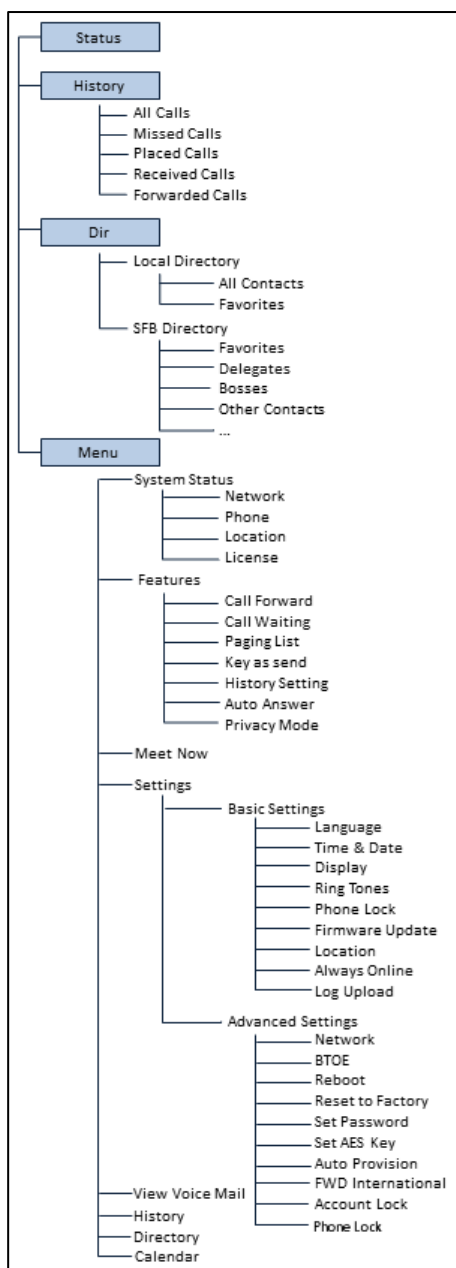 Status
History
All Calls
Missed Calls
Placed Calls
Received Calls
Forwarded Calls
Dir
Local Directory
All Contacts
Favorites
SFB Directory
Favorites
Delegates
Bosses
Other Contacts
...
Menu
System Status
Network
Phone
Location
License
Features
Call Forward
Call Waiting
Paging List
Key as send
History Setting
Auto Answer
Privacy Mode
Meet Now
Settings
Basic Settings
Language
Time & Date
Display
Ring Tones
Phone Lock
Firmware Update
Location
Always Online
Log Upload
Advanced Settings
Network
BTOE
Reboot
Reset to Factory
Set Password
Set AES Key
Auto Provision
FWD International
Account Lock
Phone Lock
View Voice Mail
History
Directory
Calendar